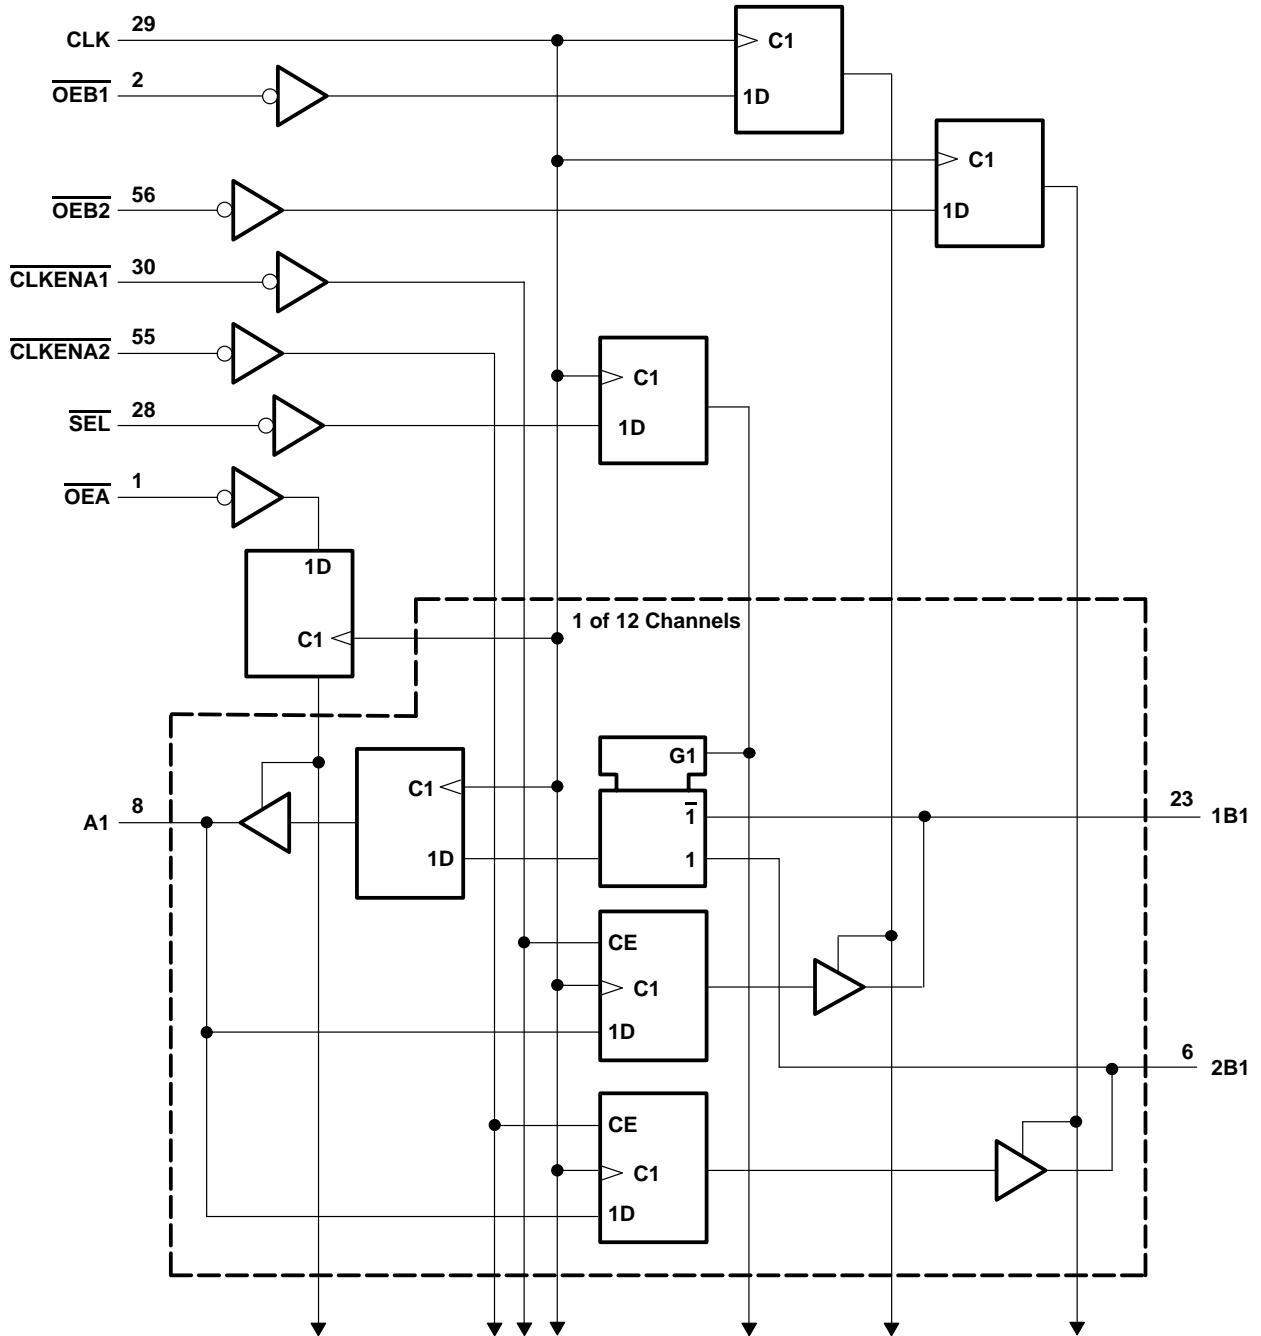 CLK 29 C1
OEB1 2 1D
C1
OEB2 56 1D
CLKENA1 30
CLKENA2 55
C1
SEL 28 1D
OEA 1
1D
1 of 12 Channels
C1
G1
C1
A1 8 1 23 1B1
1D 1
CE
C1
1D
6 2B1
CE
C1
1D